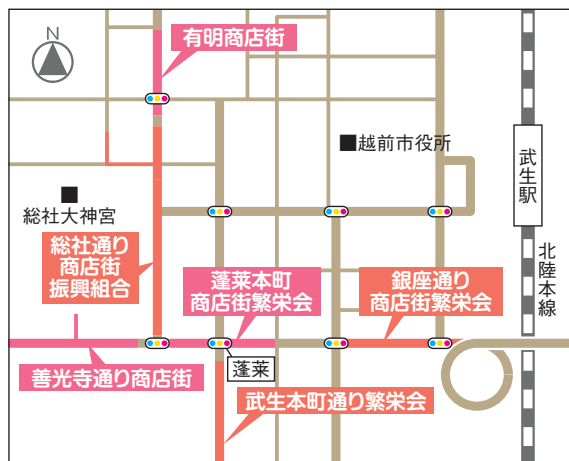 N
有明商店街
越前市役所
武生駅
総社大神宮
北陸本線
総社通り
商店街
振興組合
蓬莱本町
商店街繁栄会
銀座通り
商店街繁栄会
蓬莱
善光寺通り商店街
武生本町通り繁栄会